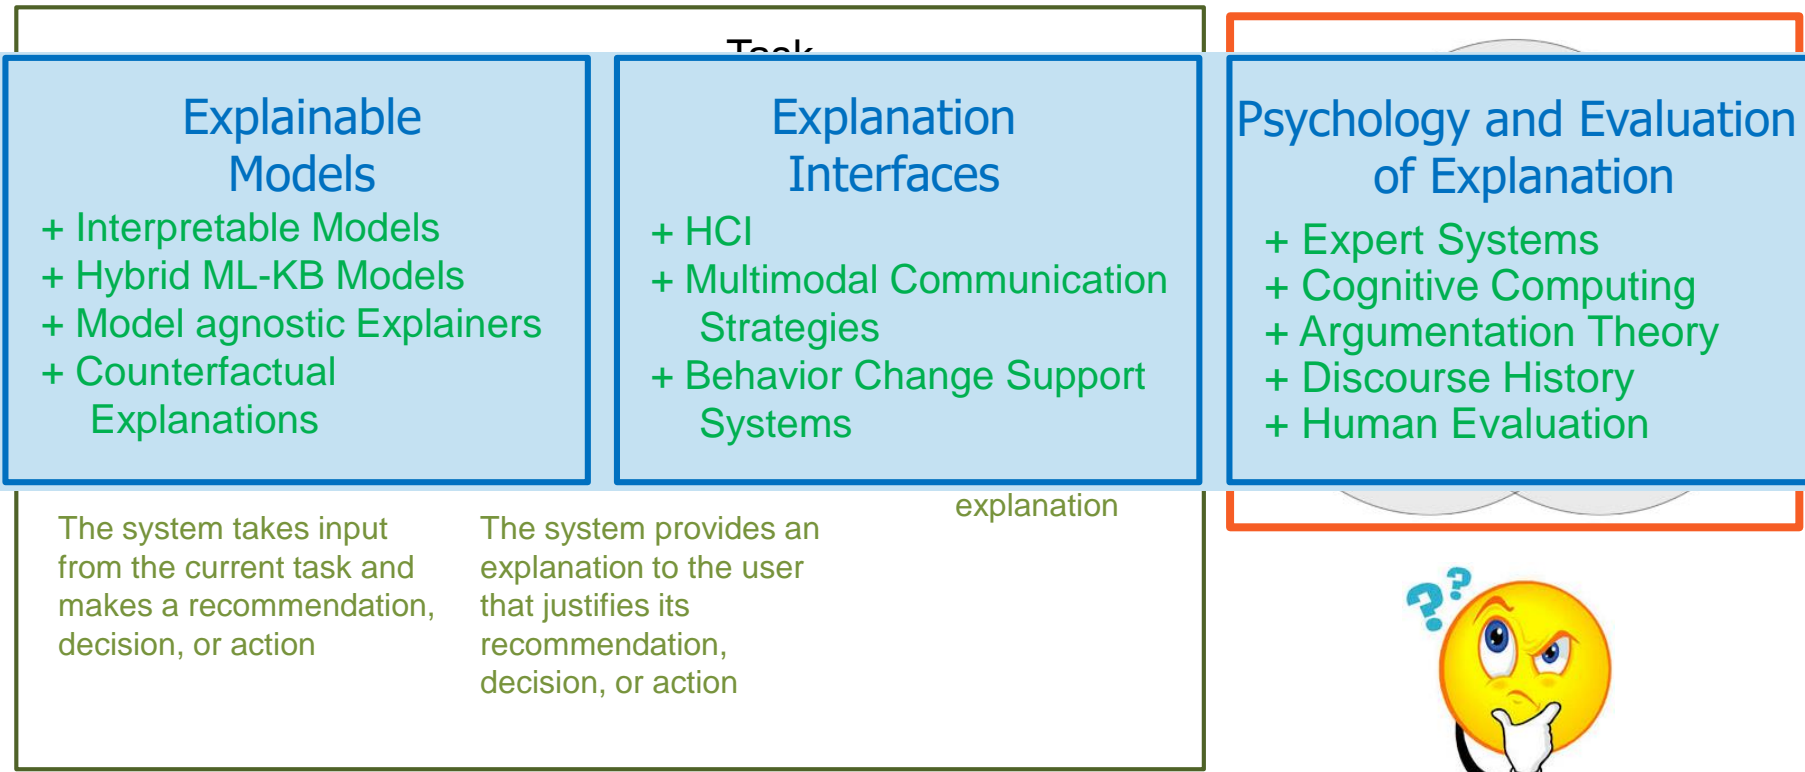 Task
Explainable
Models
+ Interpretable Models
+ Hybrid ML-KB Models
+ Model agnostic Explainers
+ Counterfactual
Explanations
Explanation
Interfaces
+ HCI
+ Multimodal Communication
Strategies
+ Behavior Change Support
Systems
Psychology and Evaluation
of Explanation
+ Expert Systems
+ Cognitive Computing
+ Argumentation Theory
+ Discourse History
+ Human Evaluation
The system takes input
from the current task and
makes a recommendation,
decision, or action
The system provides an
explanation to the user
that justifies its
recommendation,
decision, or action
explanation
??